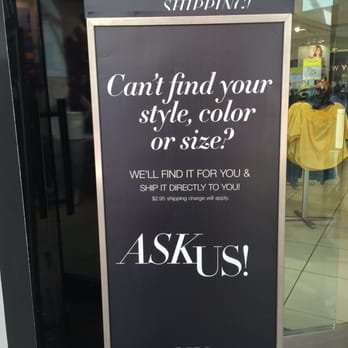 SHIPPING!
Can't find your
style, color
or size?
WE'LL FIND IT FOR YOU &
SHIP IT DIRECTLY TO YOU!
$2.95 shipping charge will apply.
ASK US!